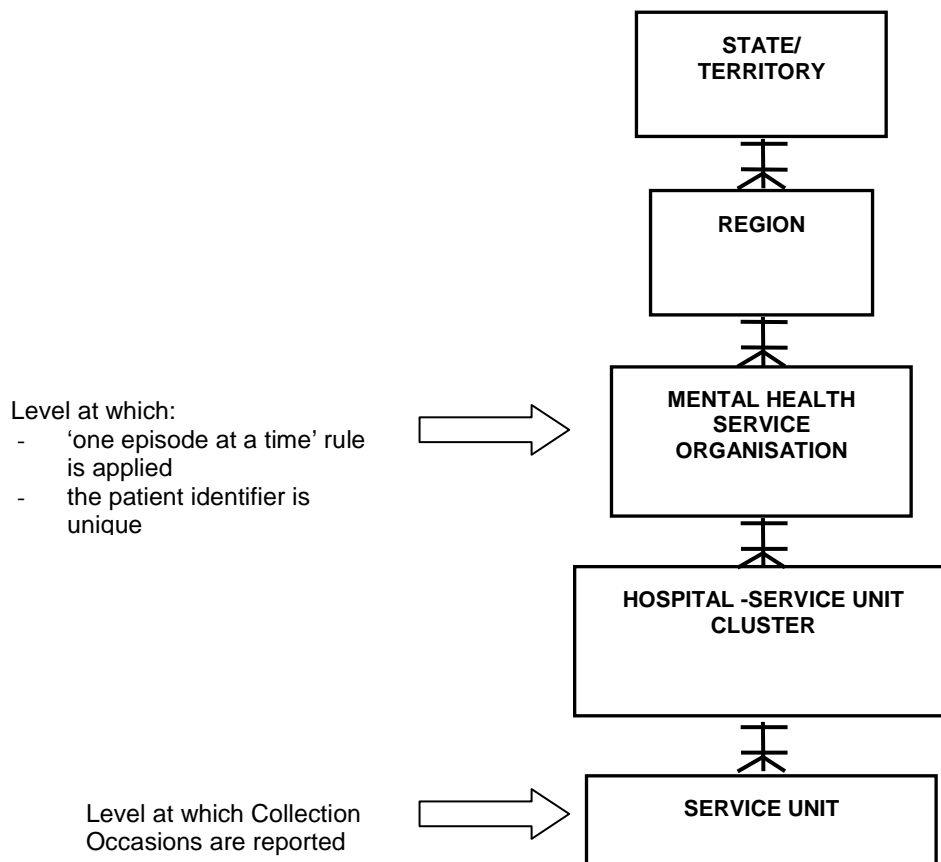 STATE/
TERRITORY
REGION
MENTAL HEALTH
SERVICE
ORGANISATION
Level at which:
- ‘one episode at a time’ rule
is applied
- the patient identifier is
unique
HOSPITAL -SERVICE UNIT
CLUSTER
SERVICE UNIT
Level at which Collection
Occasions are reported